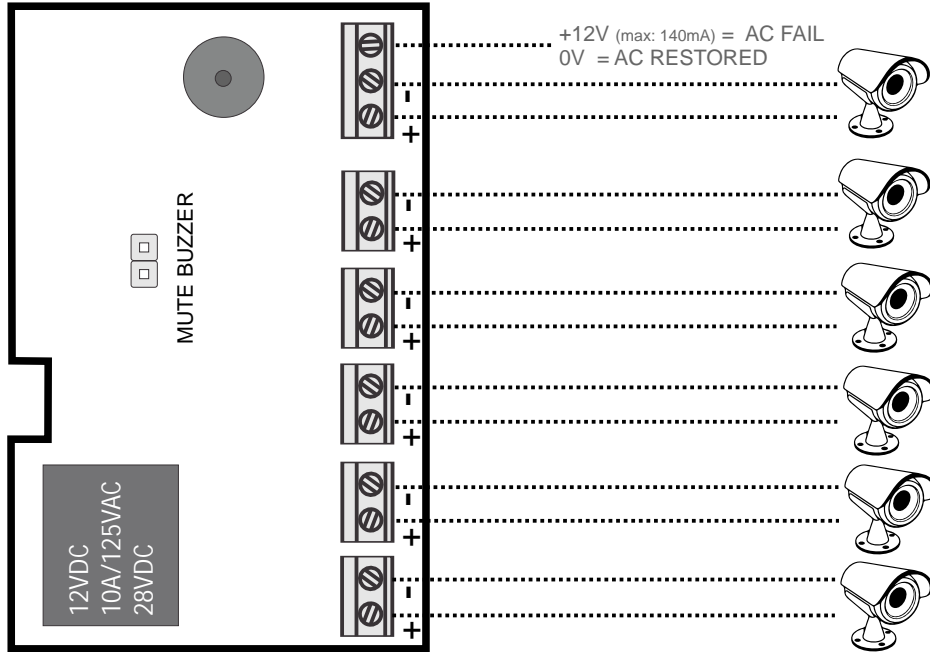 +12V (max: 140mA) = AC FAIL
0V = AC RESTORED
-
+
-
+
MUTE BUZZER
-
+
-
+
-
+
-
+
12VDC
10A/125VAC
28VDC